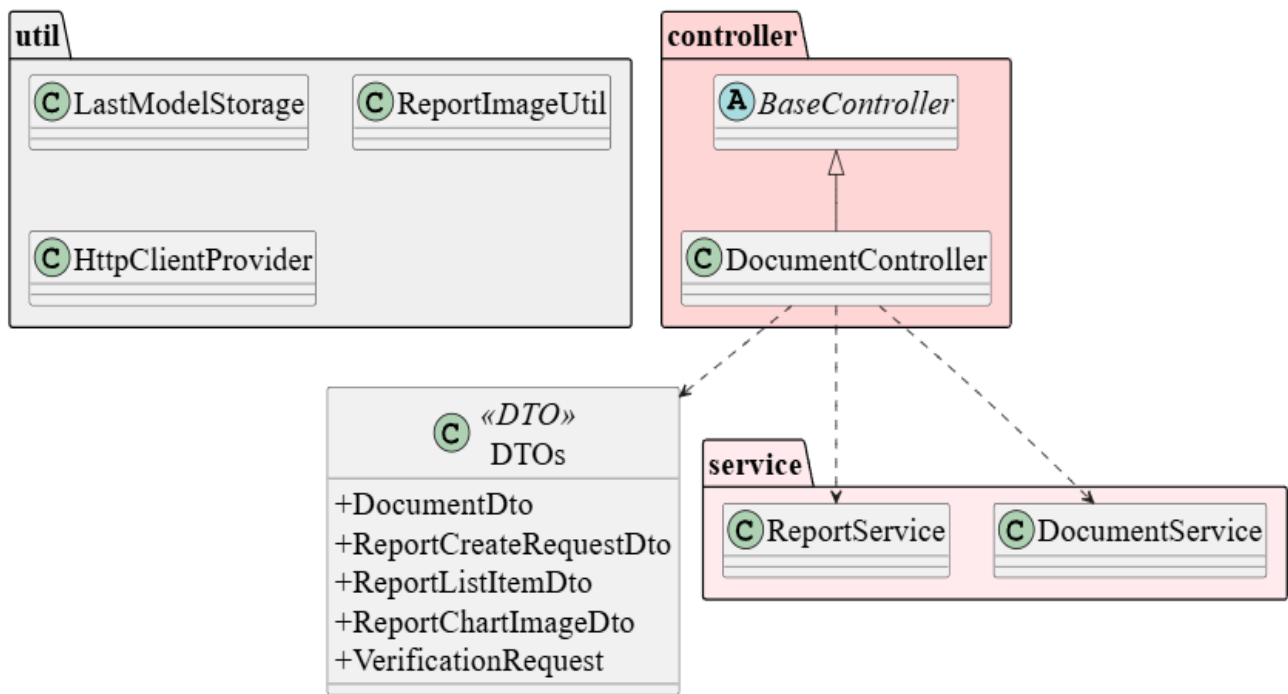 util
C LastModelStorage
C ReportImageUtil
C HttpClientProvider
controller
A BaseController
C DocumentController
C «DTO»
DTOs
+DocumentDto
+ReportCreateRequestDto
+ReportListItemDto
+ReportChartImageDto
+VerificationRequest
service
C ReportService
C DocumentService